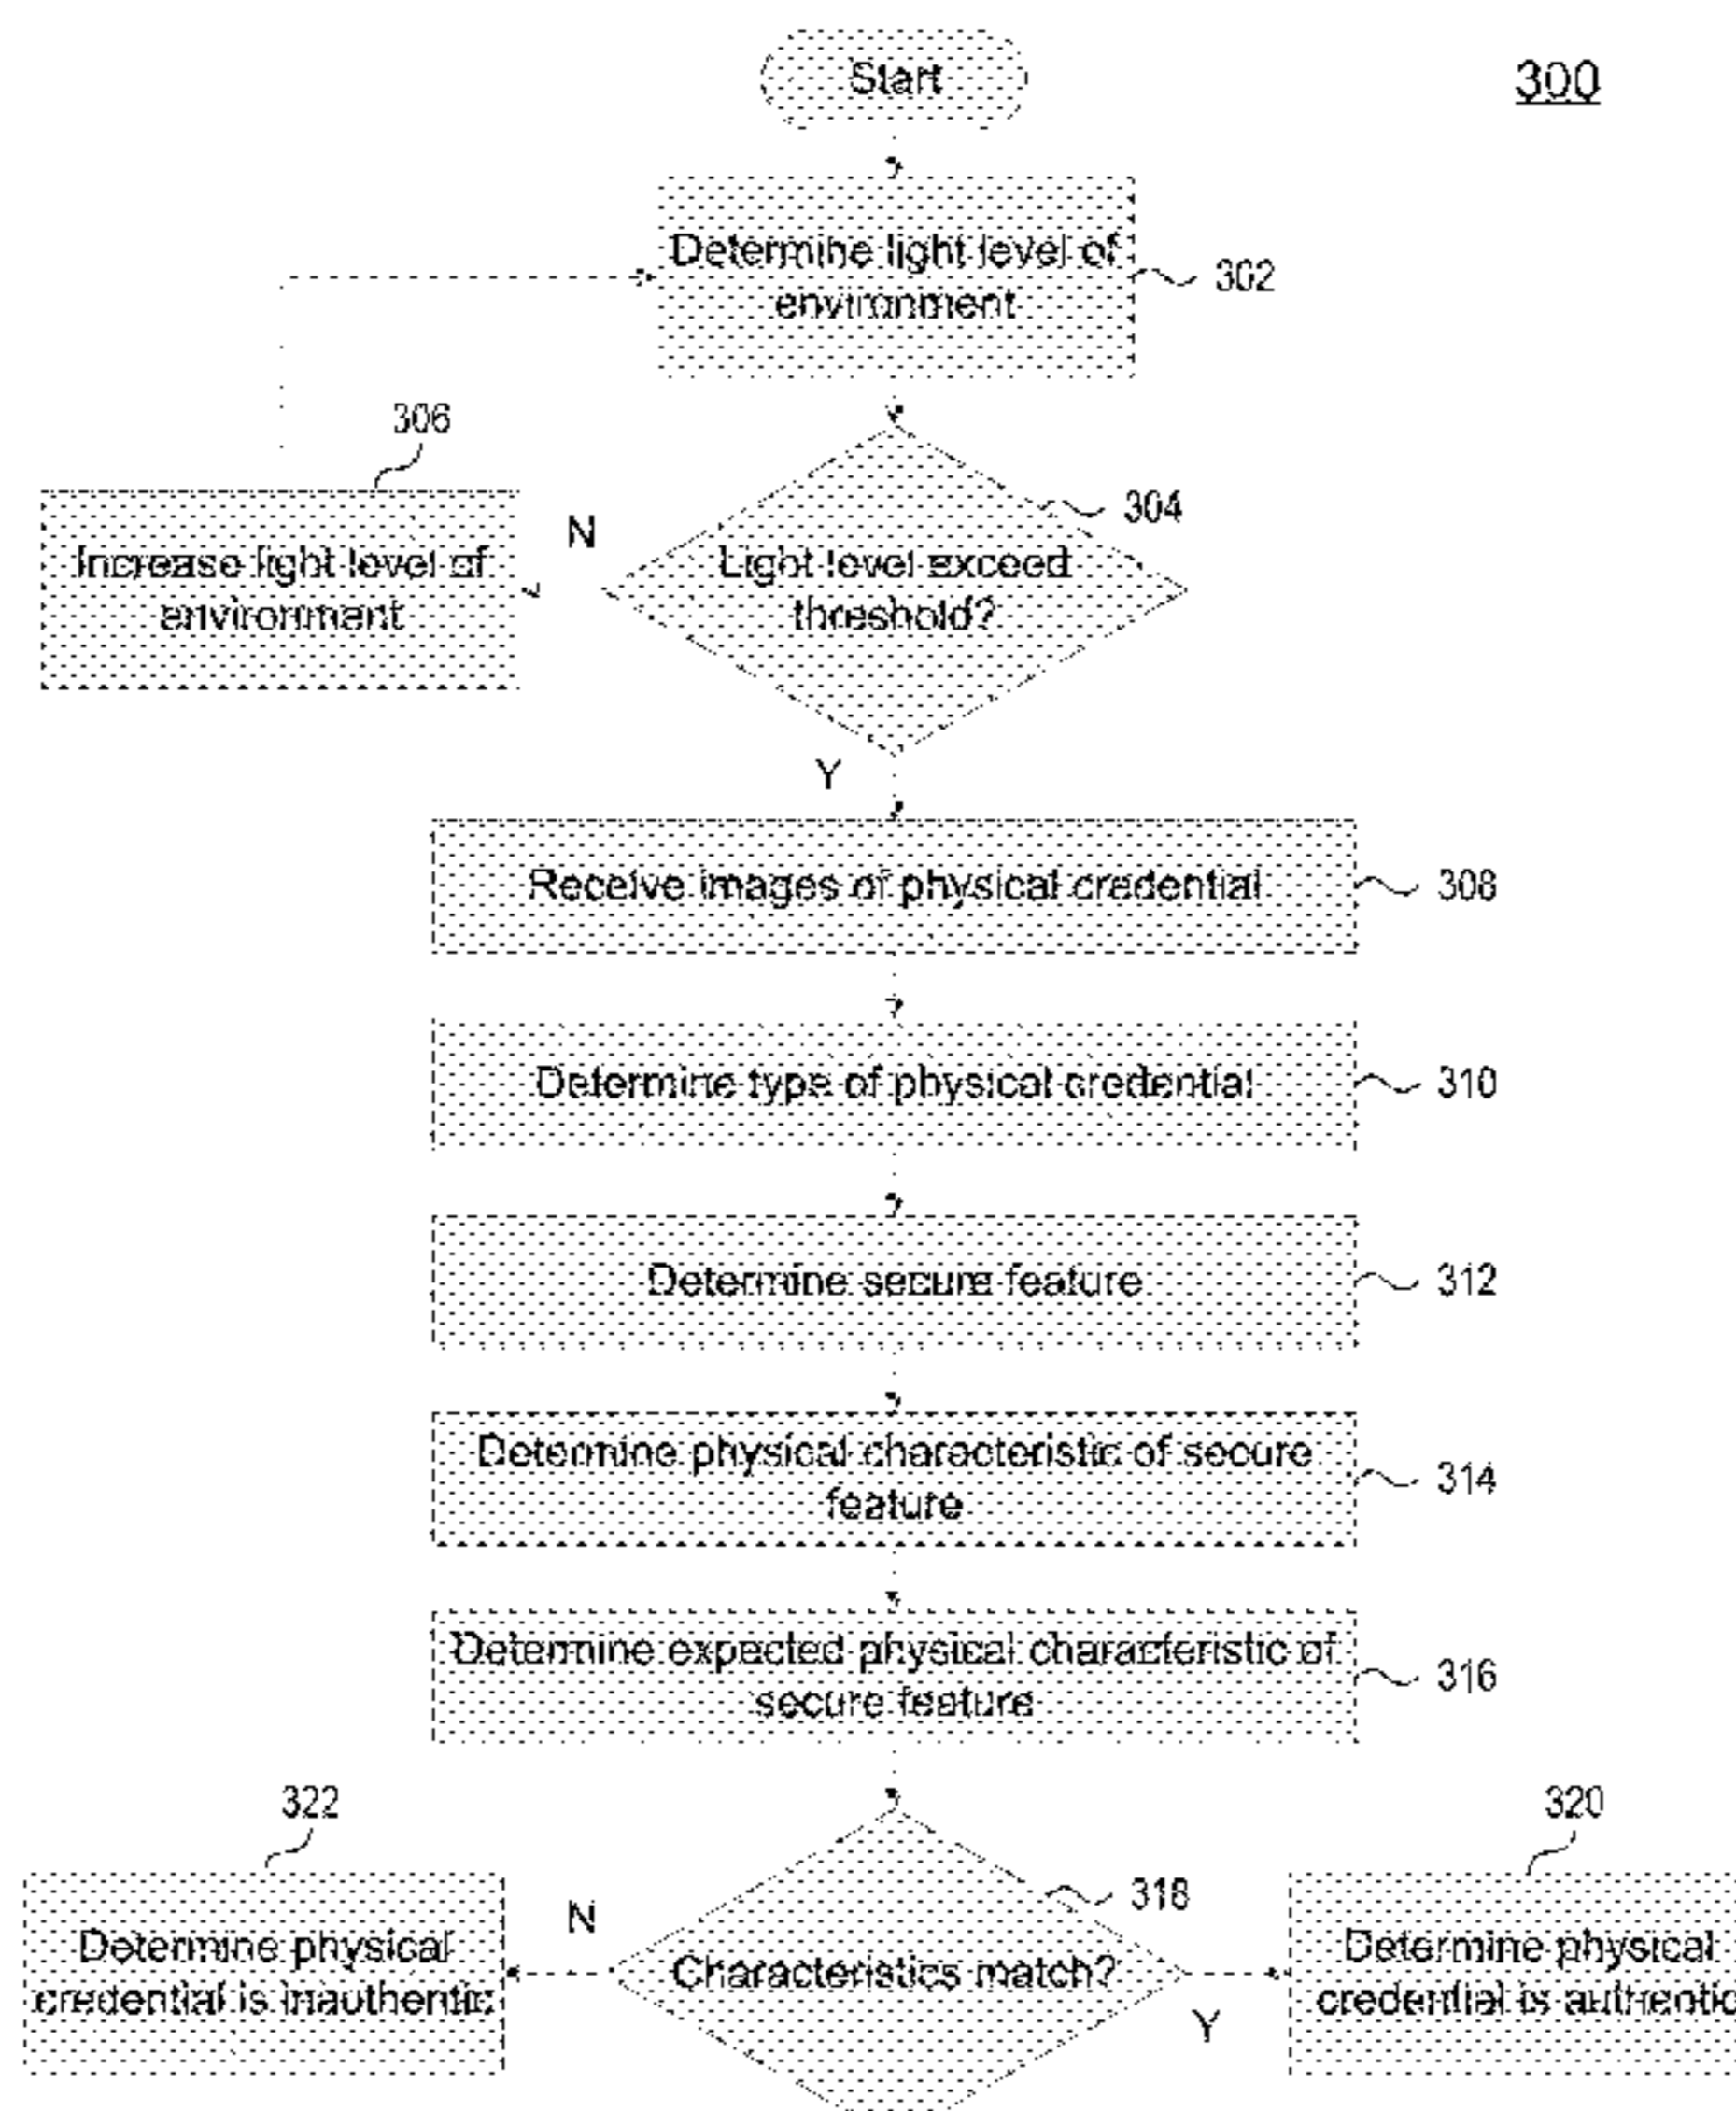 300
Start
Determine light level of
environment
302
306
304
N
Increase light level of
environment
Light level exceed
threshold?
Y
Receive images of physical credential
308
Determine type of physical credential
310
Determine secure feature
312
Determine physical characteristic of secure
feature
314
Determine expected physical characteristic of
secure feature
316
322
320
318
N
Determine physical
credential is inauthentic
Characteristics match?
Y
Determine physical
credential is authentic